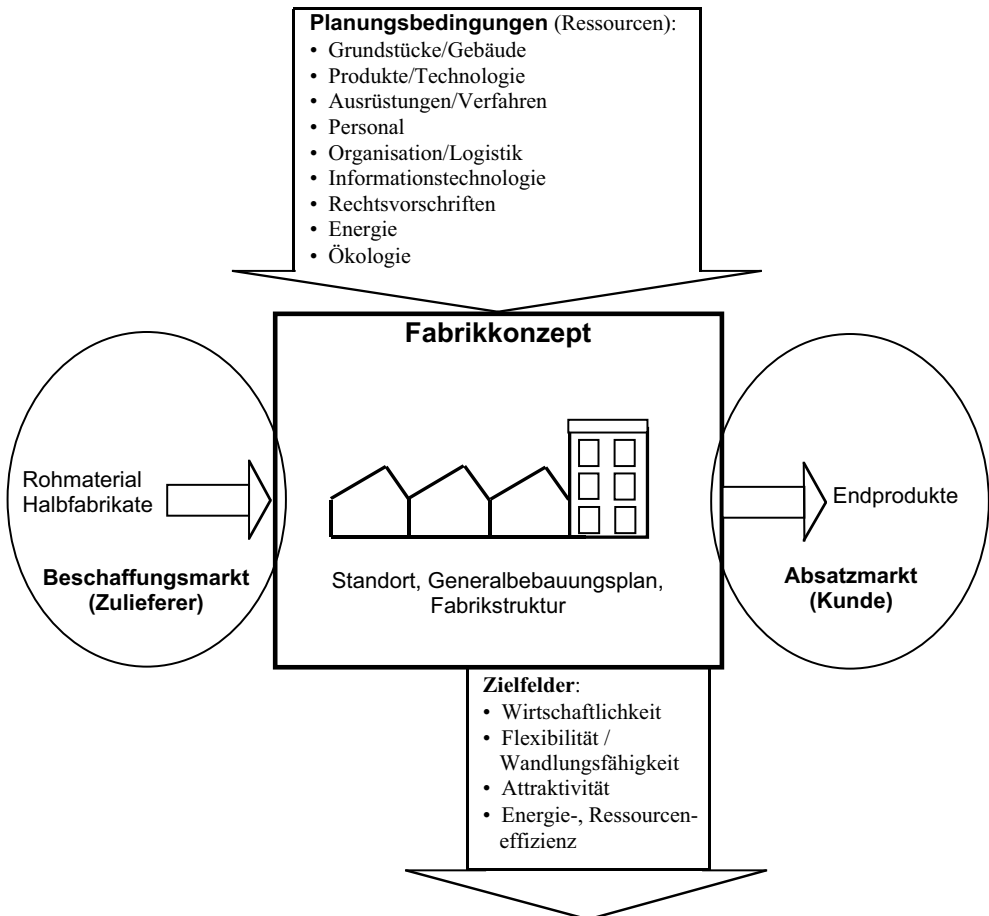 Planungsbedingungen (Ressourcen):
• Grundstücke/Gebäude
• Produkte/Technologie
• Ausrüstungen/Verfahren
• Personal
• Organisation/Logistik
• Informationstechnologie
• Rechtsvorschriften
• Energie
• Ökologie
Fabrikkonzept
Rohmaterial
Halbfabrikate
Beschaffungsmarkt
(Zulieferer)
Standort, Generalbebauungsplan,
Fabrikstruktur
Endprodukte
Absatzmarkt
(Kunde)
Zielfelder:
• Wirtschaftlichkeit
• Flexibilität /
Wandlungsfähigkeit
• Attraktivität
• Energie-, Ressourcen-
effizienz